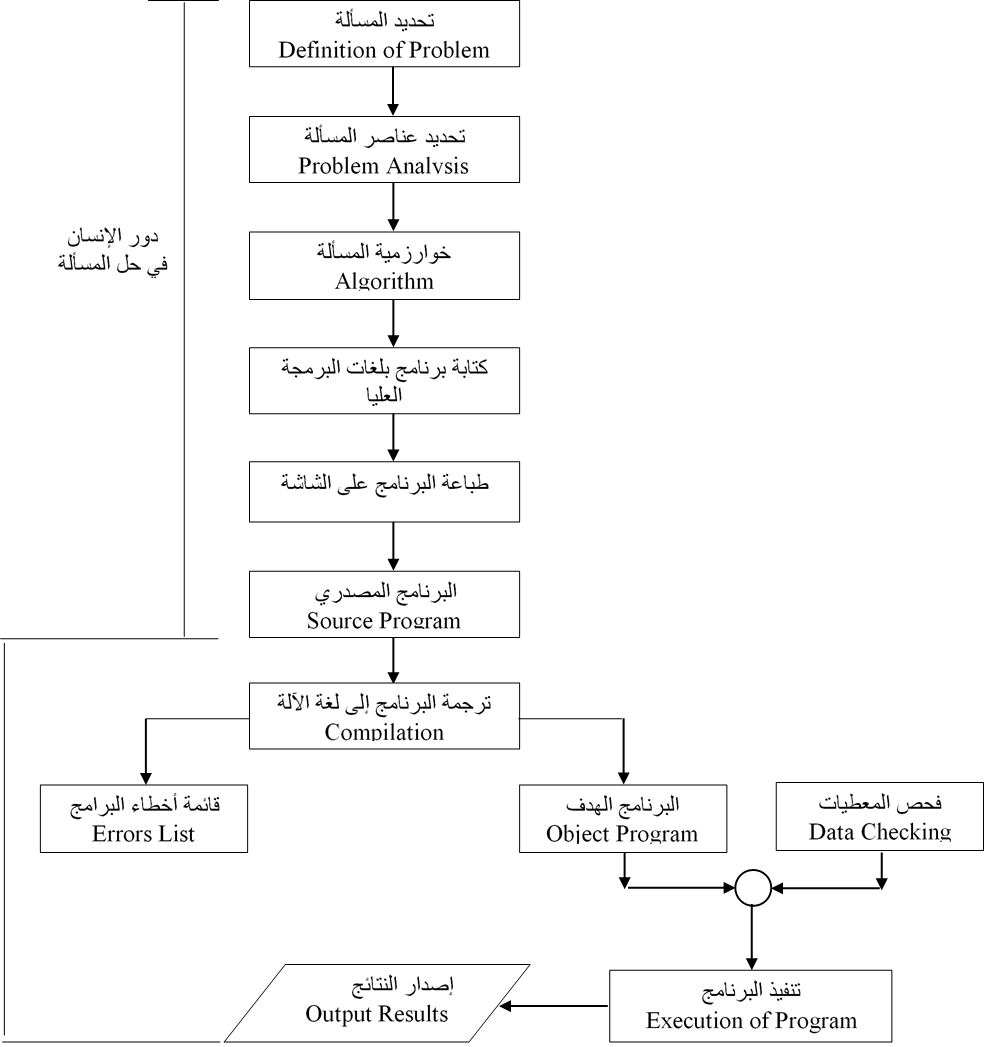 تحديد المسألة
Definition of Problem
تحديد عناصر المسألة
Problem Analysis
دور الإنسان
في حل المسألة
خوارزمية المسألة
Algorithm
كتابة برنامج بلغات البرمجة
العليا
طباعة البرنامج على الشاشة
البرنامج المصدري
Source Program
ترجمة البرنامج إلى لغة الآلة
Compilation
قائمة أخطاء البرامج
Errors List
البرنامج الهدف
Object Program
فحص المعطيات
Data Checking
تنفيذ البرنامج
Execution of Program
إصدار النتائج
Output Results